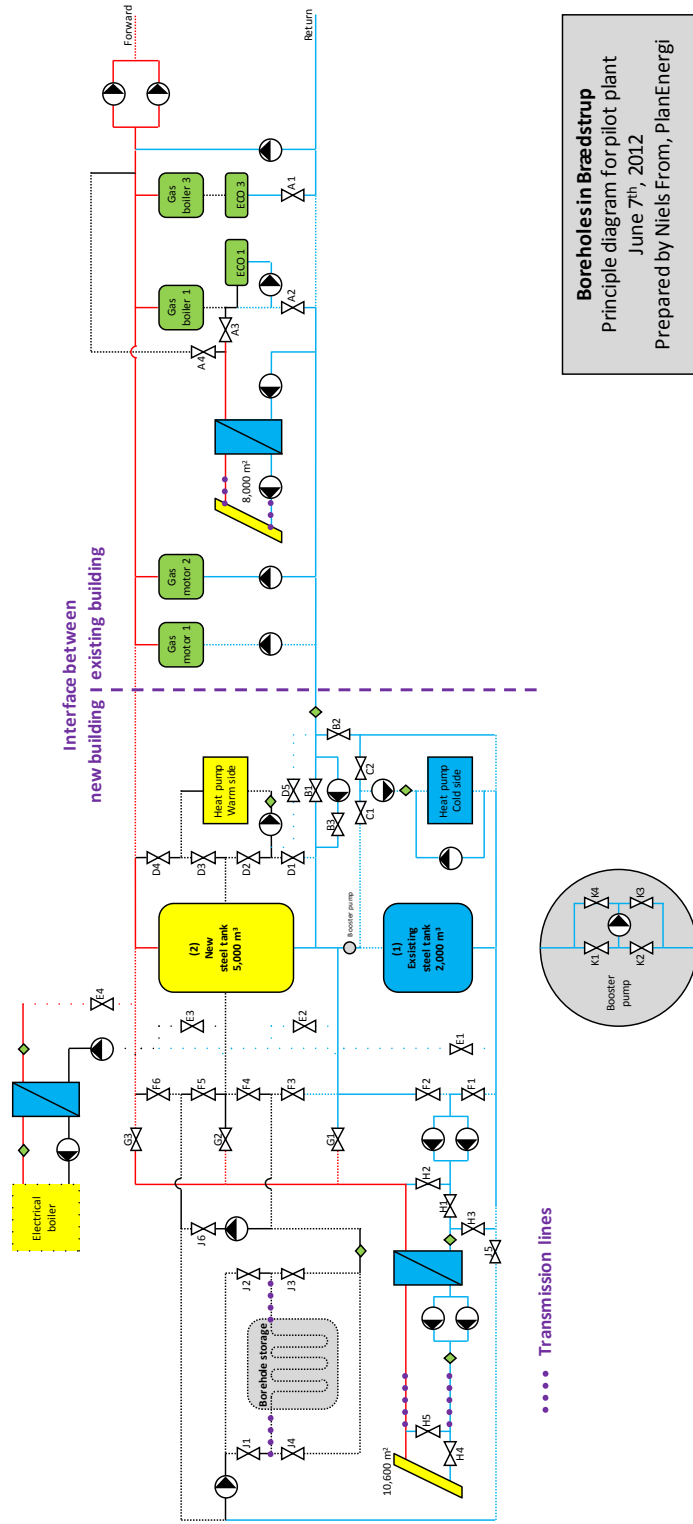 Electrical
boiler
E4
E3
E2
E1
Interface between
new building
existing building
Forward
Return
J1
J2
J3
J4
J5
J6
Borehole storage
G3
G2
G1
F6
F5
F4
F3
F2
F1
(2)
New
steel tank
5,000 m³
D4
D3
D2
D1
D5
Heat pump
Warm side
B1
B2
B3
C1
C2
Booster pump
(1)
Exsisting
steel tank
2,000 m³
Heat pump
Cold side
Gas
motor 1
Gas
motor 2
8,000 m²
A4
A3
Gas
boiler 1
ECO 1
A2
Gas
boiler 3
ECO 3
A1
10,600 m²
H5
H4
H2
H1
H3
Transmission lines
Booster
pump
K1
K4
K2
K3
Boreholes in Brædstrup
Principle diagram for pilot plant
June 7th, 2012
Prepared by Niels From, PlanEnergi